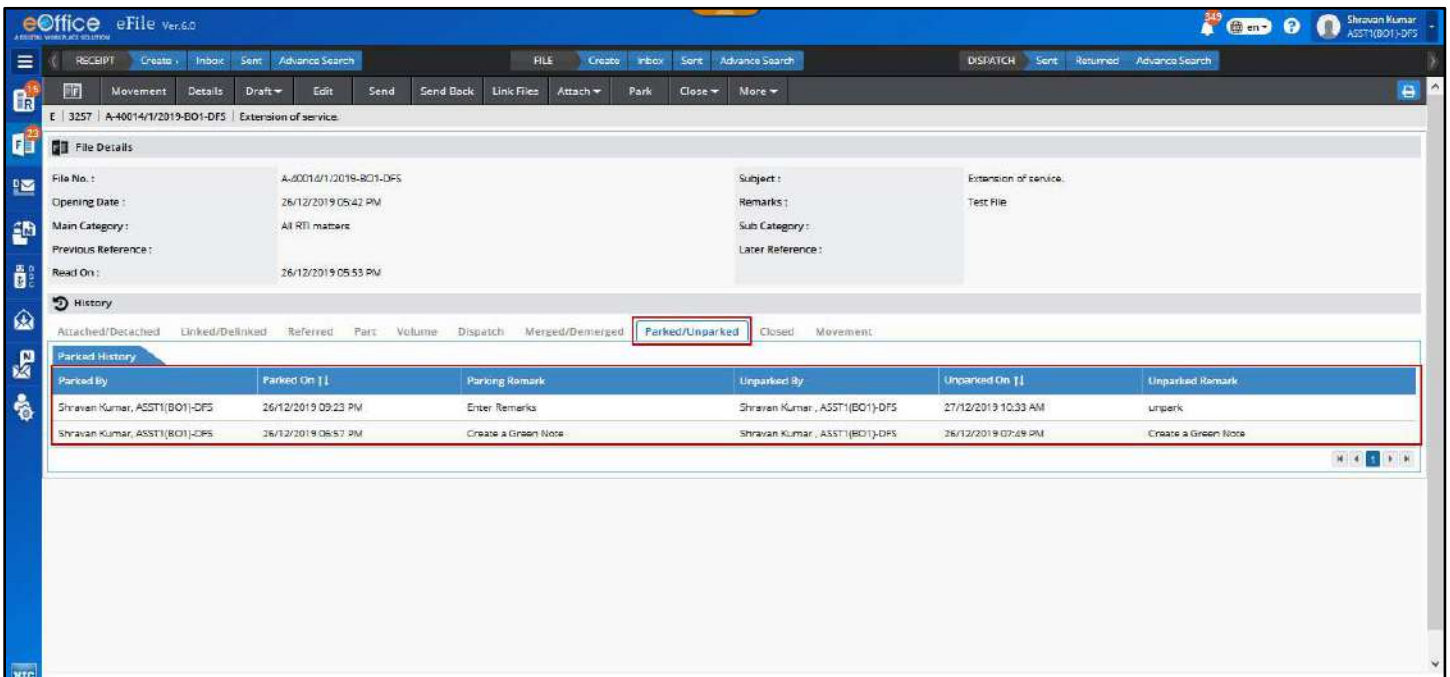 eOffice eFile Ver.6.0
A DIGITAL WORKPLACE SOLUTION
349 en ? Shravan Kumar
ASST1(BO1)-DFS
RECEIPT Create Inbox Sent Advance Search FILE Create Inbox Sent Advance Search DISPATCH Sent Returned Advance Search
15 Movement Details Draft Edit Send Send Back Link Files Attach Park Close More
E | 3257 | A-40014/1/2019-BO1-DFS | Extension of service.
23 File Details
File No. : A-40014/1/2019-BO1-DFS Subject : Extension of service.
Opening Date : 26/12/2019 05:42 PM Remarks : Test File
Main Category : All RTI matters Sub Category :
Previous Reference : Later Reference :
Read On : 26/12/2019 05:53 PM
History
Attached/Detached Linked/Delinked Referred Part Volume Dispatch Merged/Demerged Parked/Unparked Closed Movement
Parked History
Parked By Parked On Parking Remark Unparked By Unparked On Unparked Remark
Shravan Kumar, ASST1(BO1)-DFS 26/12/2019 09:23 PM Enter Remarks Shravan Kumar , ASST1(BO1)-DFS 27/12/2019 10:33 AM unpark
Shravan Kumar, ASST1(BO1)-DFS 26/12/2019 06:57 PM Create a Green Note Shravan Kumar , ASST1(BO1)-DFS 26/12/2019 07:49 PM Create a Green Note
1
NIC